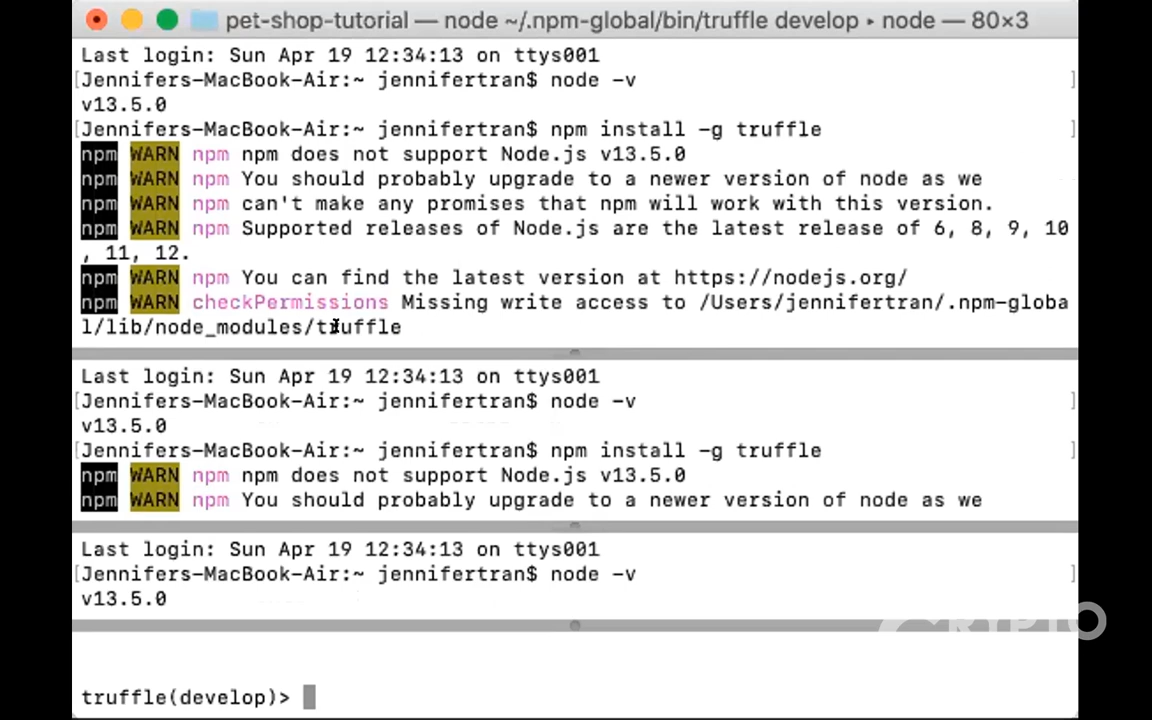 pet-shop-tutorial — node ~/.npm-global/bin/truffle develop ▸ node — 80×3
Last login: Sun Apr 19 12:34:13 on ttys001
[Jennifers-MacBook-Air:~ jennifertran$ node -v ]
v13.5.0
[Jennifers-MacBook-Air:~ jennifertran$ npm install -g truffle ]
npm WARN npm npm does not support Node.js v13.5.0
npm WARN npm You should probably upgrade to a newer version of node as we
npm WARN npm can't make any promises that npm will work with this version.
npm WARN npm Supported releases of Node.js are the latest release of 6, 8, 9, 10
, 11, 12.
npm WARN npm You can find the latest version at https://nodejs.org/
npm WARN checkPermissions Missing write access to /Users/jennifertran/.npm-globa
l/lib/node_modules/truffle
Last login: Sun Apr 19 12:34:13 on ttys001
[Jennifers-MacBook-Air:~ jennifertran$ node -v ]
v13.5.0
[Jennifers-MacBook-Air:~ jennifertran$ npm install -g truffle ]
npm WARN npm npm does not support Node.js v13.5.0
npm WARN npm You should probably upgrade to a newer version of node as we
Last login: Sun Apr 19 12:34:13 on ttys001
[Jennifers-MacBook-Air:~ jennifertran$ node -v ]
v13.5.0
truffle(develop)>